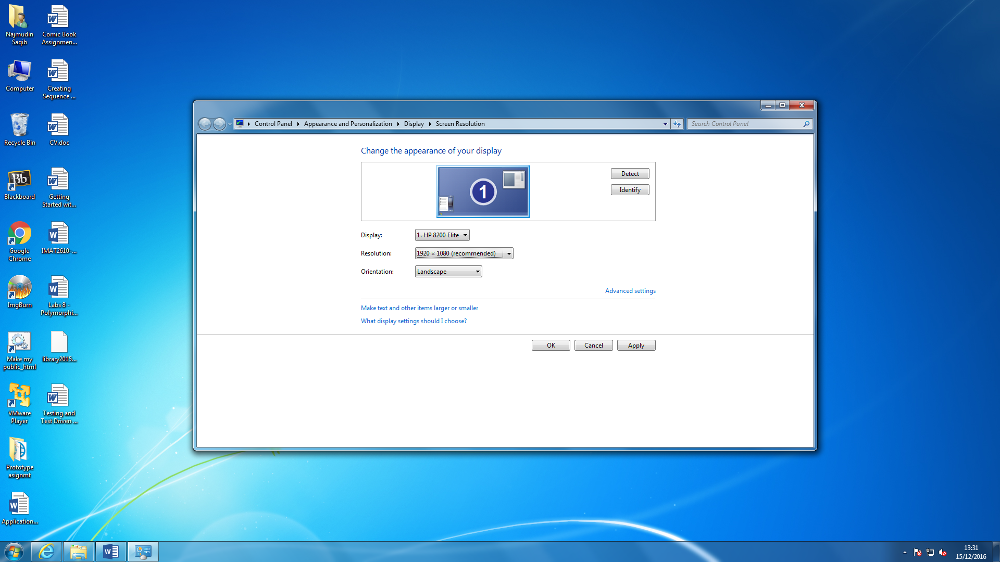 Najmudin
Saqib
Comic Book
Assignmen...
Computer
Creating
Sequence ...
Recycle Bin
CV.doc
Bb
Blackboard
Getting
Started wit...
Google
Chrome
IMAT2610-...
ImgBurn
Labs 8 -
Polymorphi...
Make my
public_html
library2015...
VMware
Player
Testing and
Test Driven ...
Prototype
asignmt
Application...
Control Panel
Appearance and Personalization
Display
Screen Resolution
Search Control Panel
Change the appearance of your display
1
Detect
Identify
Display:
1. HP 8200 Elite
Resolution:
1920 × 1080 (recommended)
Orientation:
Landscape
Advanced settings
Make text and other items larger or smaller
What display settings should I choose?
OK
Cancel
Apply
13:31
15/12/2016